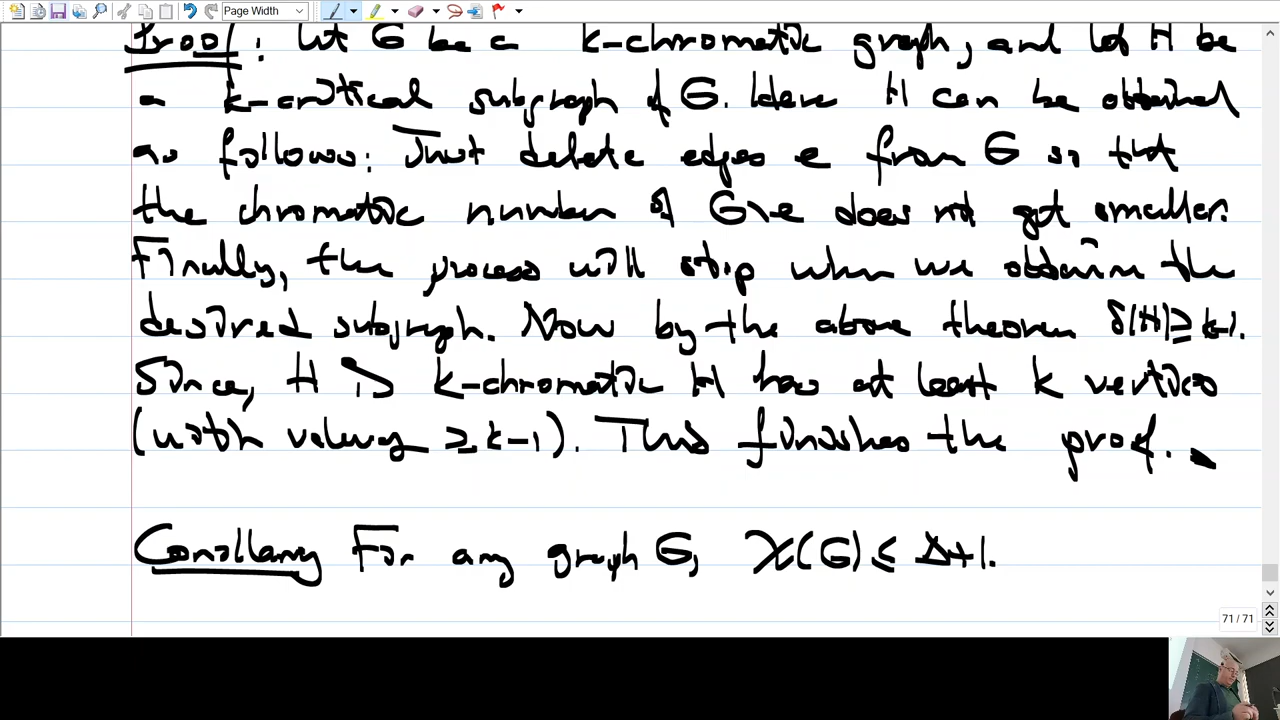 Page Width
Proof: Let G be a k-chromatic graph, and let H be
a k-critical subgraph of G. Here H can be obtained
as follows: Just delete edges e from G so that
the chromatic number of G\e does not get smaller.
Finally, the process will stop when we obtain the
desired subgraph. Now by the above theorem δ(H)≥k-1.
Since, H is k-chromatic H has at least k vertices
(with valency ≥k-1). This finishes the proof.
Corollary For any graph G, χ(G) ≤ Δ+1.
71 / 71